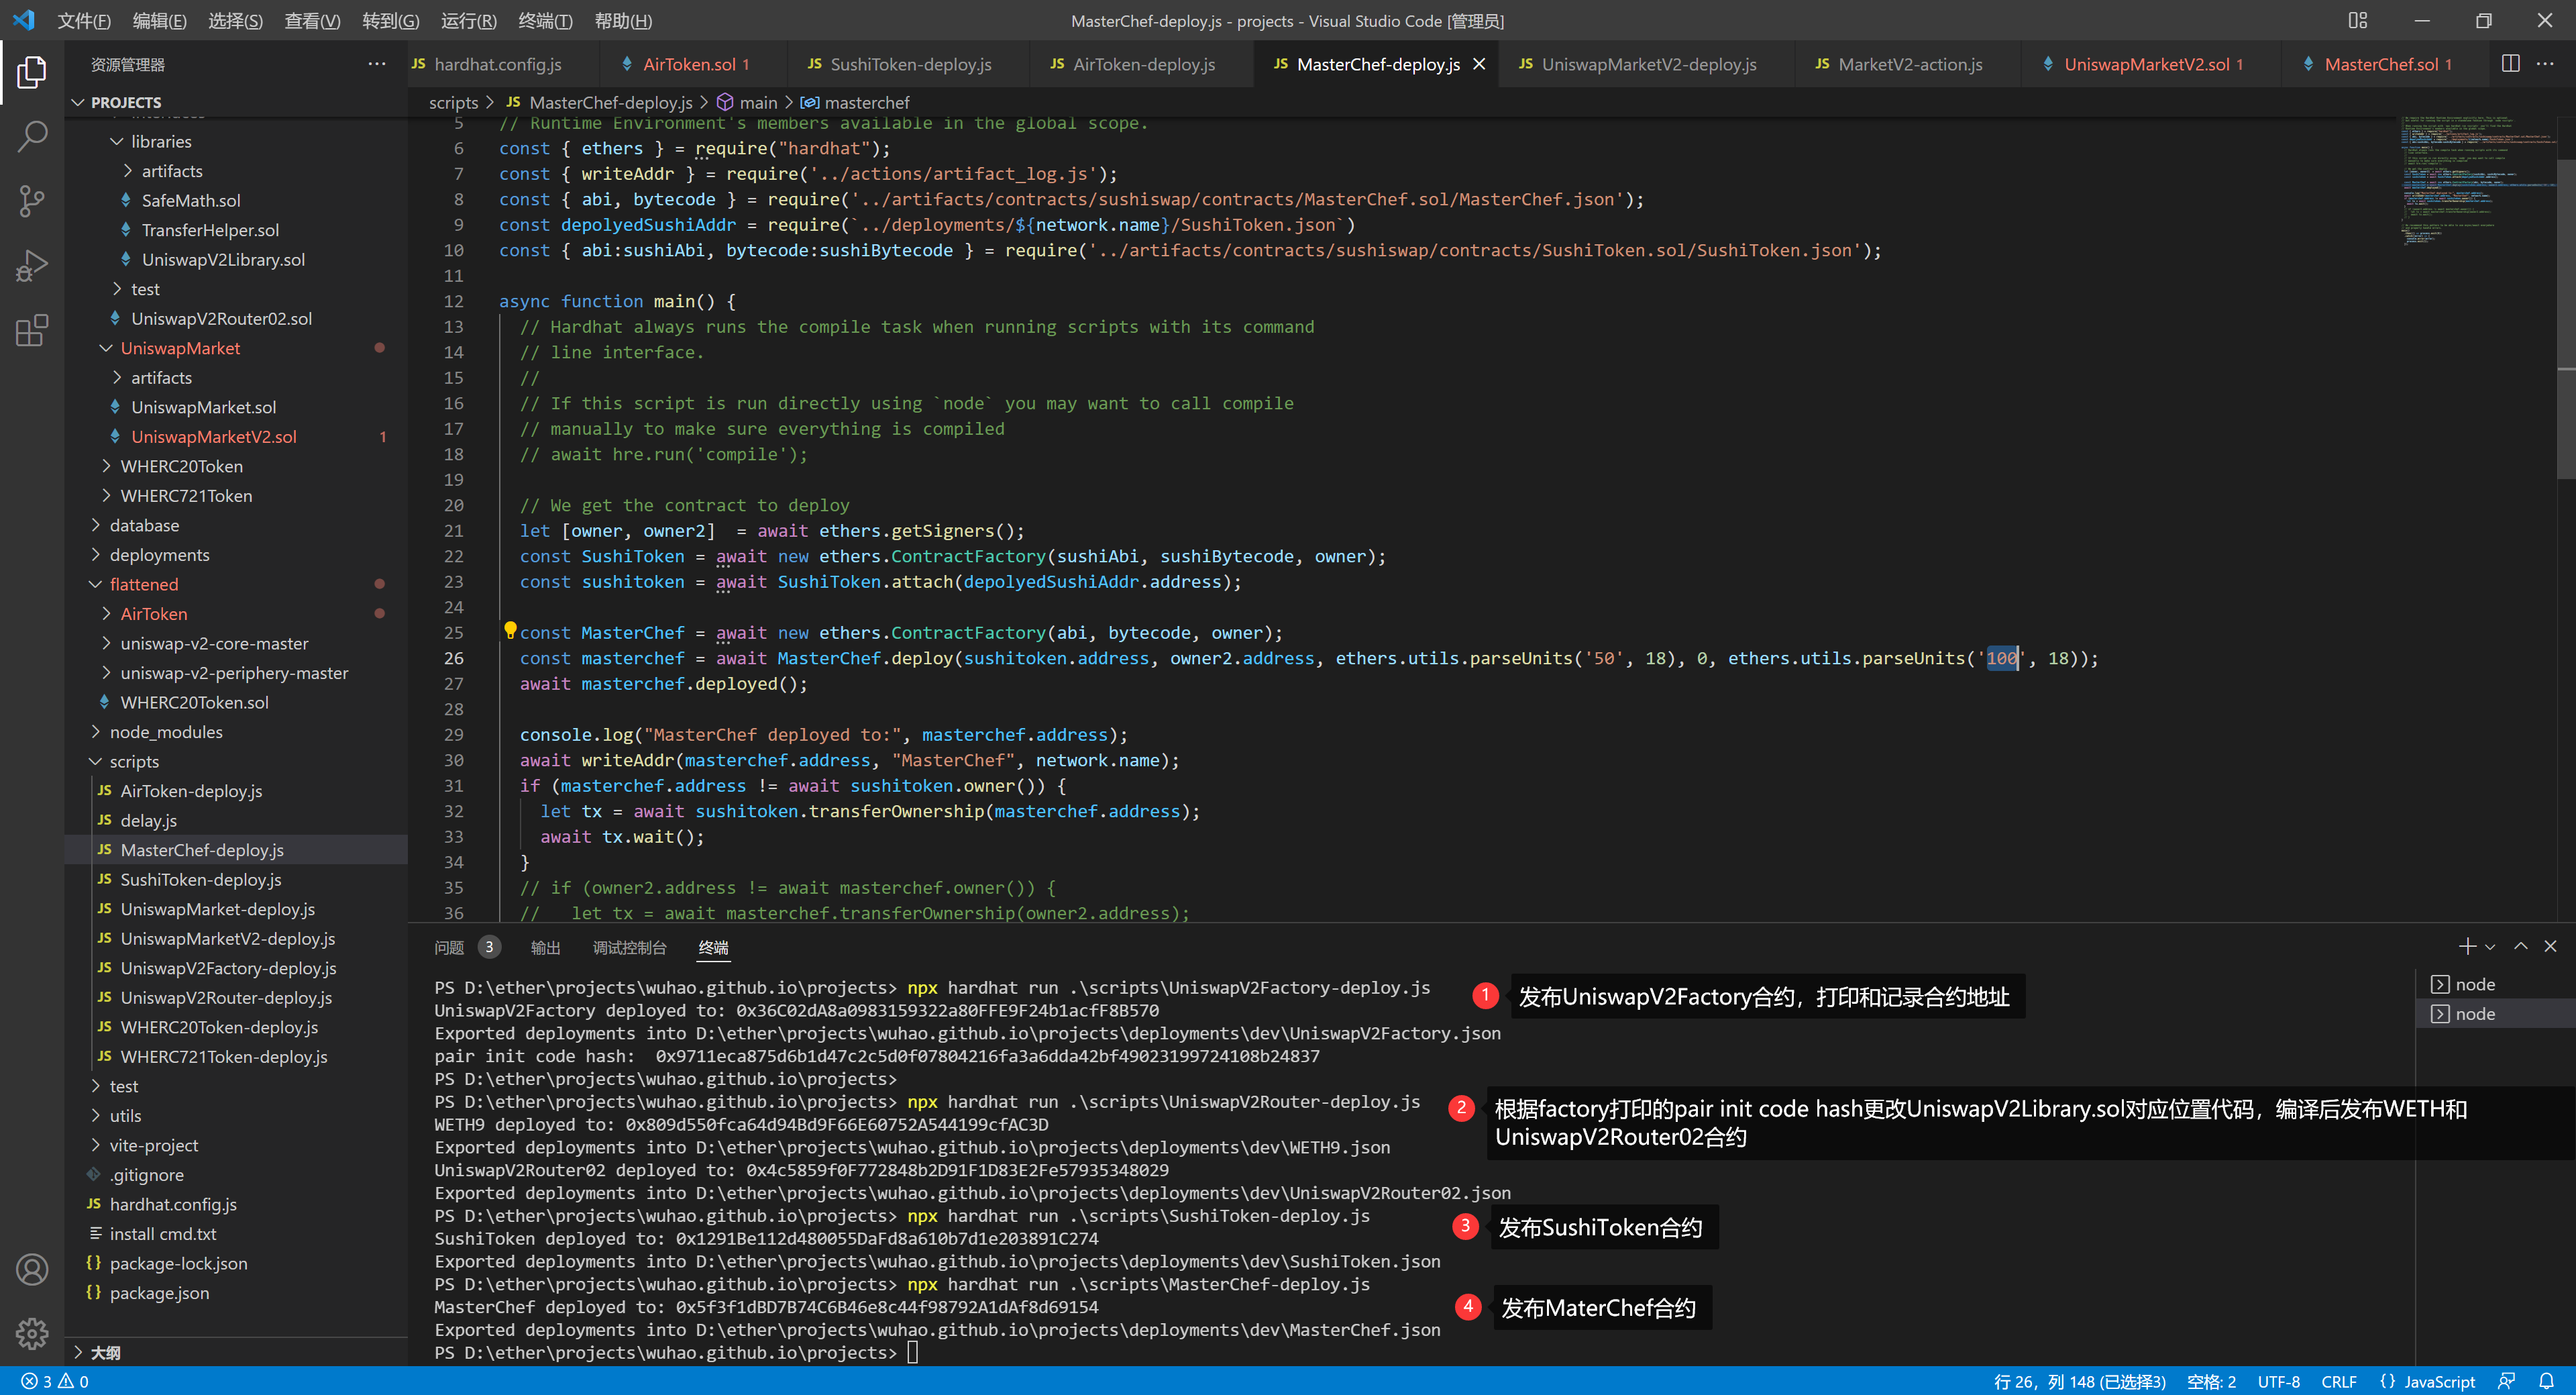 文件(F) 编辑(E) 选择(S) 查看(V) 转到(G) 运行(R) 终端(T) 帮助(H)
MasterChef-deploy.js - projects - Visual Studio Code [管理员]
资源管理器
JS hardhat.config.js
AirToken.sol 1
JS SushiToken-deploy.js
JS AirToken-deploy.js
JS MasterChef-deploy.js
JS UniswapMarketV2-deploy.js
JS MarketV2-action.js
UniswapMarketV2.sol 1
MasterChef.sol 1
PROJECTS
interfaces
libraries
artifacts
SafeMath.sol
TransferHelper.sol
UniswapV2Library.sol
test
UniswapV2Router02.sol
UniswapMarket
artifacts
UniswapMarket.sol
UniswapMarketV2.sol 1
WHERC20Token
WHERC721Token
database
deployments
flattened
AirToken
uniswap-v2-core-master
uniswap-v2-periphery-master
WHERC20Token.sol
node_modules
scripts
JS AirToken-deploy.js
JS delay.js
JS MasterChef-deploy.js
JS SushiToken-deploy.js
JS UniswapMarket-deploy.js
JS UniswapMarketV2-deploy.js
JS UniswapV2Factory-deploy.js
JS UniswapV2Router-deploy.js
JS WHERC20Token-deploy.js
JS WHERC721Token-deploy.js
test
utils
vite-project
.gitignore
JS hardhat.config.js
install cmd.txt
{} package-lock.json
{} package.json
大纲
scripts > JS MasterChef-deploy.js > main > masterchef
5 // Runtime Environment's members available in the global scope.
6 const { ethers } = require("hardhat");
7 const { writeAddr } = require('../actions/artifact_log.js');
8 const { abi, bytecode } = require('../artifacts/contracts/sushiswap/contracts/MasterChef.sol/MasterChef.json');
9 const depolyedSushiAddr = require(`../deployments/${network.name}/SushiToken.json`)
10 const { abi:sushiAbi, bytecode:sushiBytecode } = require('../artifacts/contracts/sushiswap/contracts/SushiToken.sol/SushiToken.json');
11
12 async function main() {
13 // Hardhat always runs the compile task when running scripts with its command
14 // line interface.
15 //
16 // If this script is run directly using `node` you may want to call compile
17 // manually to make sure everything is compiled
18 // await hre.run('compile');
19
20 // We get the contract to deploy
21 let [owner, owner2]  = await ethers.getSigners();
22 const SushiToken = await new ethers.ContractFactory(sushiAbi, sushiBytecode, owner);
23 const sushitoken = await SushiToken.attach(depolyedSushiAddr.address);
24
25 const MasterChef = await new ethers.ContractFactory(abi, bytecode, owner);
26 const masterchef = await MasterChef.deploy(sushitoken.address, owner2.address, ethers.utils.parseUnits('50', 18), 0, ethers.utils.parseUnits('100', 18));
27 await masterchef.deployed();
28
29 console.log("MasterChef deployed to:", masterchef.address);
30 await writeAddr(masterchef.address, "MasterChef", network.name);
31 if (masterchef.address != await sushitoken.owner()) {
32 let tx = await sushitoken.transferOwnership(masterchef.address);
33 await tx.wait();
34 }
35 // if (owner2.address != await masterchef.owner()) {
36 //   let tx = await masterchef.transferOwnership(owner2.address);
问题 3 输出 调试控制台 终端
PS D:\ether\projects\wuhao.github.io\projects> npx hardhat run .\scripts\UniswapV2Factory-deploy.js
UniswapV2Factory deployed to: 0x36C02dA8a0983159322a80FFE9F24b1acfF8B570
Exported deployments into D:\ether\projects\wuhao.github.io\projects\deployments\dev\UniswapV2Factory.json
pair init code hash:  0x9711eca875d6b1d47c2c5d0f07804216fa3a6dda42bf49023199724108b24837
PS D:\ether\projects\wuhao.github.io\projects>
PS D:\ether\projects\wuhao.github.io\projects> npx hardhat run .\scripts\UniswapV2Router-deploy.js
WETH9 deployed to: 0x809d550fca64d94Bd9F66E60752A544199cfAC3D
Exported deployments into D:\ether\projects\wuhao.github.io\projects\deployments\dev\WETH9.json
UniswapV2Router02 deployed to: 0x4c5859f0F772848b2D91F1D83E2Fe57935348029
Exported deployments into D:\ether\projects\wuhao.github.io\projects\deployments\dev\UniswapV2Router02.json
PS D:\ether\projects\wuhao.github.io\projects> npx hardhat run .\scripts\SushiToken-deploy.js
SushiToken deployed to: 0x1291Be112d480055DaFd8a610b7d1e203891C274
Exported deployments into D:\ether\projects\wuhao.github.io\projects\deployments\dev\SushiToken.json
PS D:\ether\projects\wuhao.github.io\projects> npx hardhat run .\scripts\MasterChef-deploy.js
MasterChef deployed to: 0x5f3f1dBD7B74C6B46e8c44f98792A1dAf8d69154
Exported deployments into D:\ether\projects\wuhao.github.io\projects\deployments\dev\MasterChef.json
PS D:\ether\projects\wuhao.github.io\projects>
1 发布UniswapV2Factory合约，打印和记录合约地址
2 根据factory打印的pair init code hash更改UniswapV2Library.sol对应位置代码，编译后发布WETH和
UniswapV2Router02合约
3 发布SushiToken合约
4 发布MaterChef合约
node
node
3 0
行 26，列 148 (已选择3) 空格: 2 UTF-8 CRLF {} JavaScript